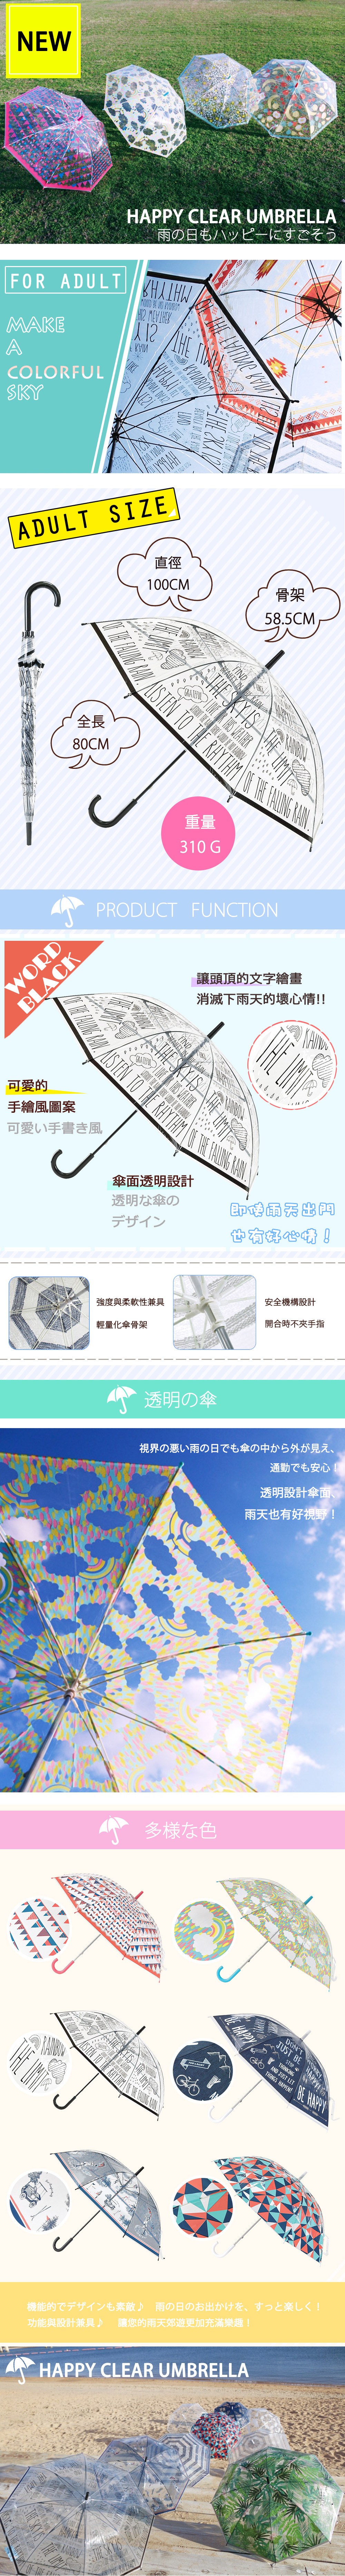 NEW
HAPPY CLEAR UMBRELLA
雨の日もハッピーにすごそう
FOR ADULT
MAKE
A
COLORFUL
SKY
ADULT SIZE
直徑
100CM
骨架
58.5CM
全長
80CM
重量
310 G
PRODUCT FUNCTION
WORD
BLACK
讓頭頂的文字繪畫
消滅下雨天的壞心情!!
可愛的
手繪風圖案
可愛い手書き風
傘面透明設計
透明な傘の
デザイン
即使雨天出門
也有好心情！
強度與柔軟性兼具
輕量化傘骨架
安全機構設計
開合時不夾手指
透明の傘
視界の悪い雨の日でも傘の中から外が見え、
通勤でも安心！
透明設計傘面、
雨天也有好視野！
多様な色
DON'T
JUST BE
BE HAPPY
機能的でデザインも素敵♪ 雨の日のお出かけを、すっと楽しく！
功能與設計兼具♪ 讓您的雨天郊遊更加充滿樂趣！
HAPPY CLEAR UMBRELLA